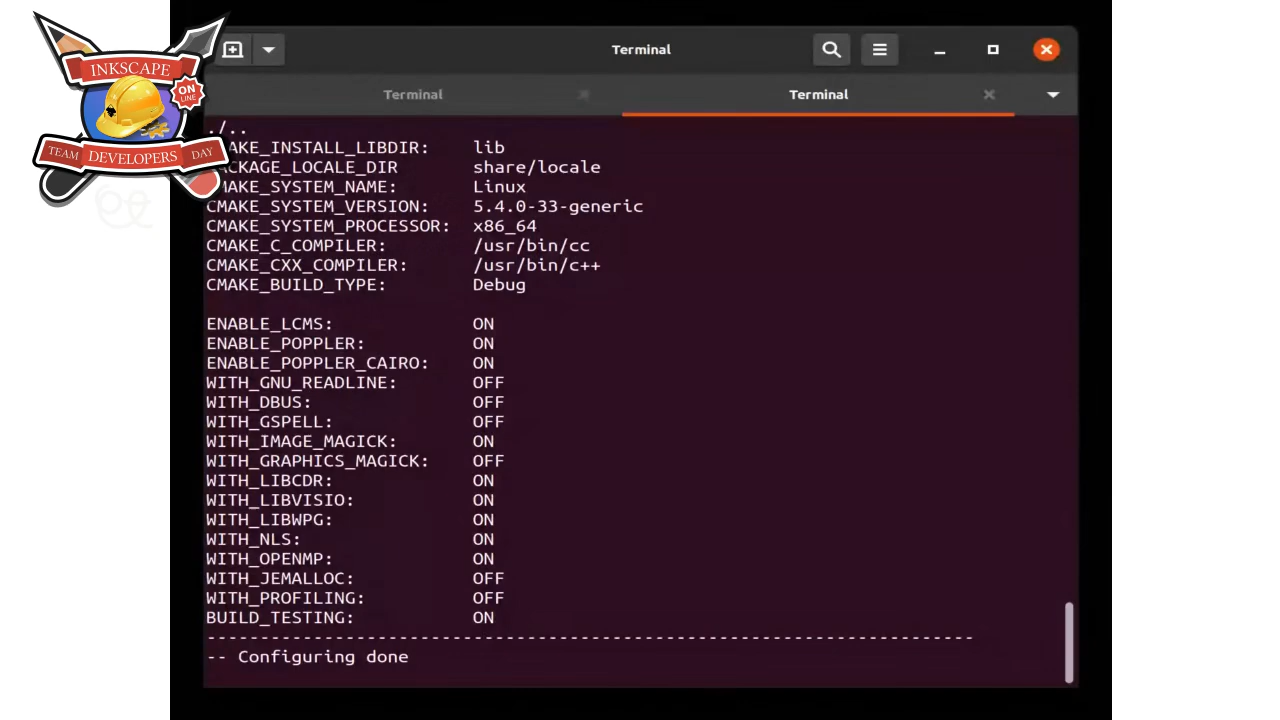 INKSCAPE
ON
LINE
TEAM DEVELOPERS DAY
Terminal
Terminal
Terminal
./..
MAKE_INSTALL_LIBDIR: lib
ACKAGE_LOCALE_DIR share/locale
CMAKE_SYSTEM_NAME: Linux
CMAKE_SYSTEM_VERSION: 5.4.0-33-generic
CMAKE_SYSTEM_PROCESSOR: x86_64
CMAKE_C_COMPILER: /usr/bin/cc
CMAKE_CXX_COMPILER: /usr/bin/c++
CMAKE_BUILD_TYPE: Debug
ENABLE_LCMS: ON
ENABLE_POPPLER: ON
ENABLE_POPPLER_CAIRO: ON
WITH_GNU_READLINE: OFF
WITH_DBUS: OFF
WITH_GSPELL: OFF
WITH_IMAGE_MAGICK: ON
WITH_GRAPHICS_MAGICK: OFF
WITH_LIBCDR: ON
WITH_LIBVISIO: ON
WITH_LIBWPG: ON
WITH_NLS: ON
WITH_OPENMP: ON
WITH_JEMALLOC: OFF
WITH_PROFILING: OFF
BUILD_TESTING: ON
------------------------------------------------------------------------
-- Configuring done